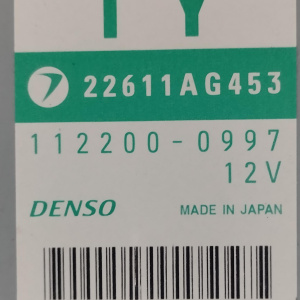 TY
22611AG453
112200-0997
12V
DENSO
MADE IN JAPAN